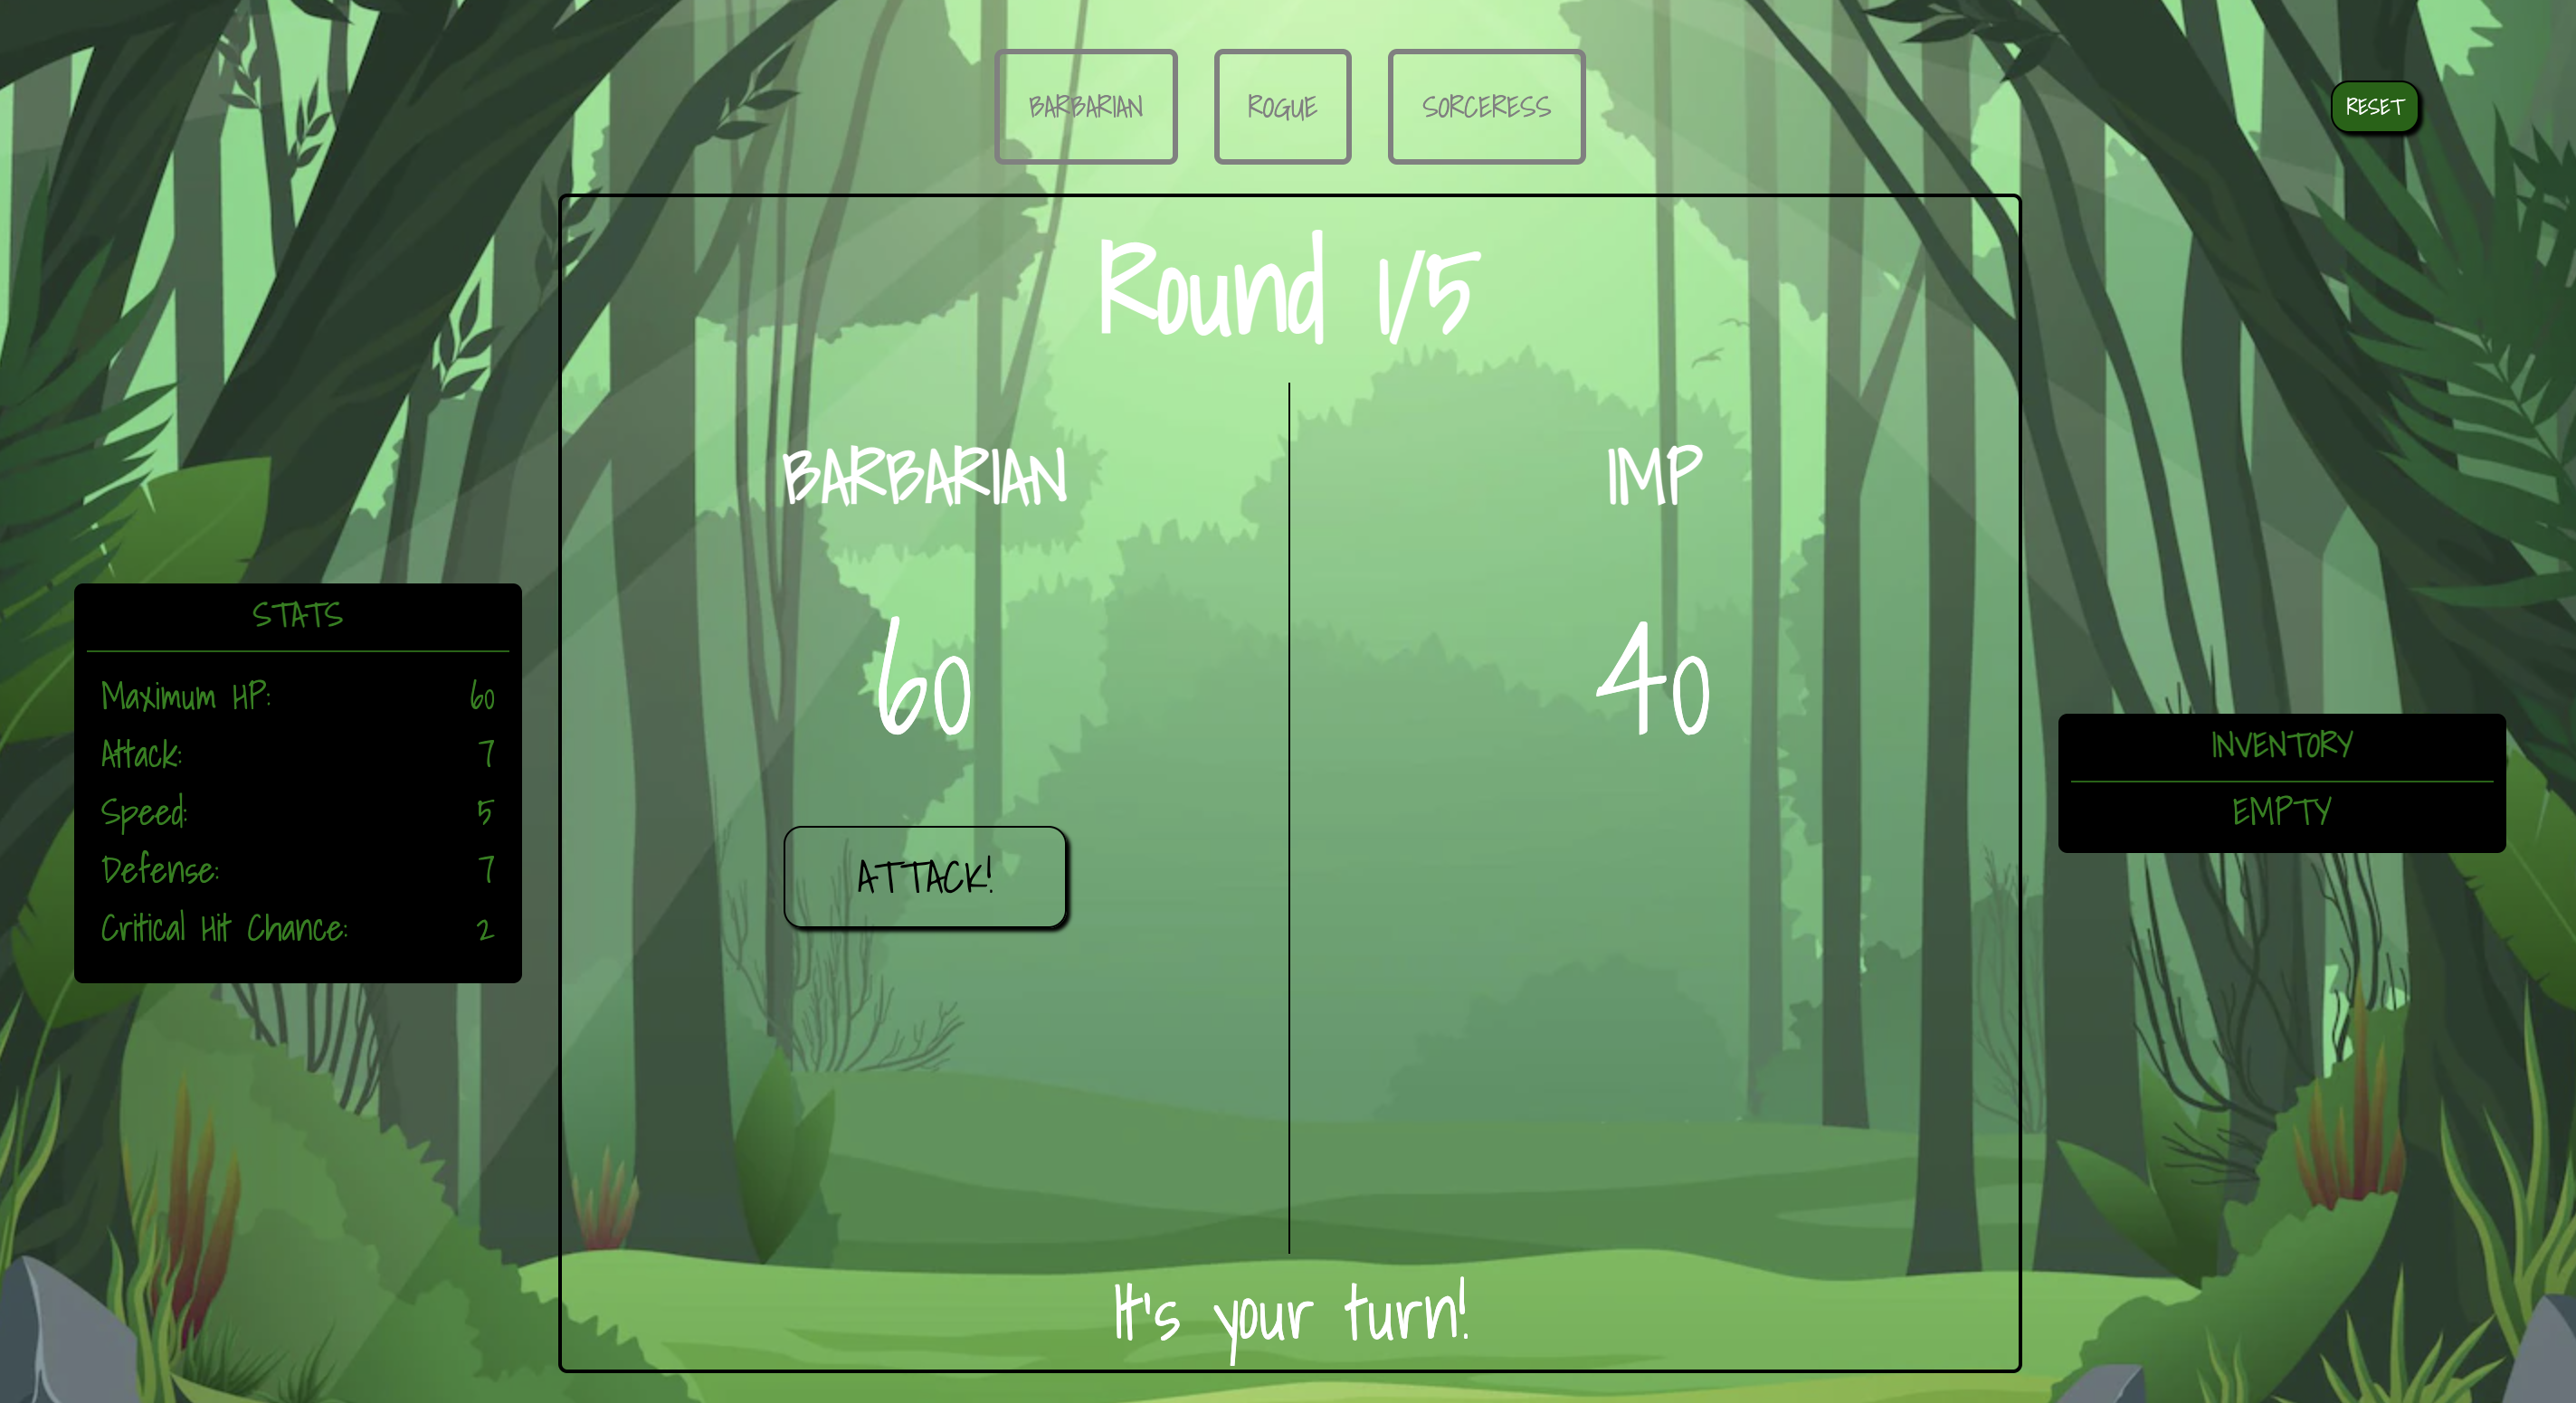 BARBARIAN
ROGUE
SORCERESS
RESET
Round 1/5
BARBARIAN
60
ATTACK!
IMP
40
STATS
Maximum HP: 60
Attack: 7
Speed: 5
Defense: 7
Critical Hit Chance: 2
INVENTORY
EMPTY
It's your turn!